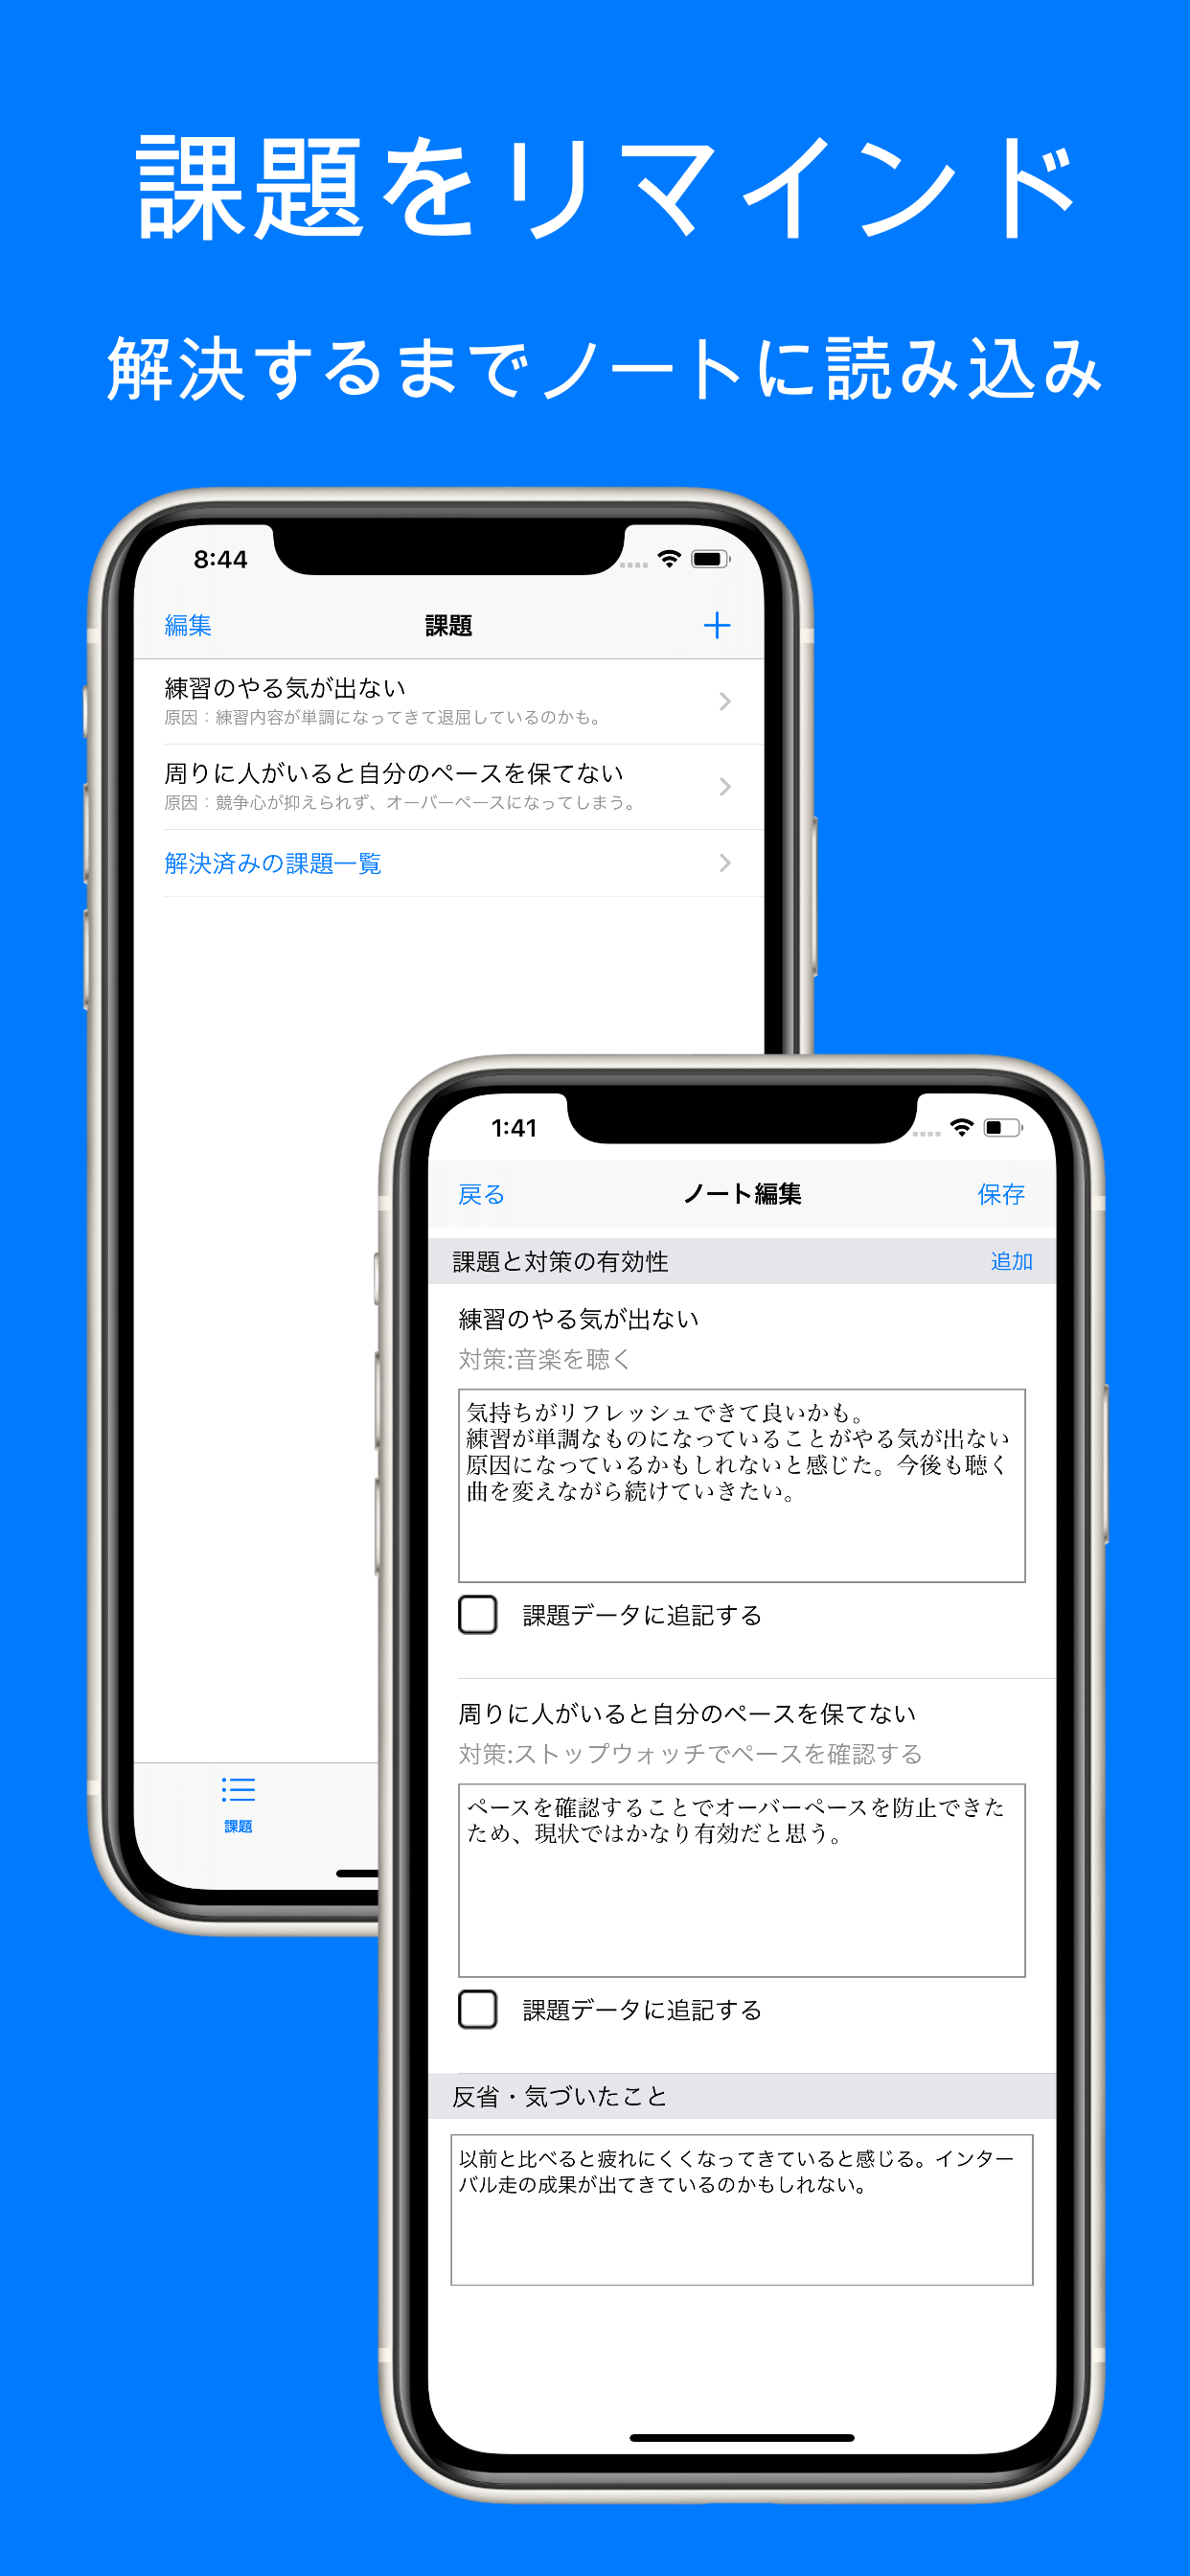 課題をリマインド
解決するまでノートに読み込み
8:44
編集
課題
練習のやる気が出ない
原因：練習内容が単調になってきて退屈しているのかも。
周りに人がいると自分のペースを保てない
原因：競争心が抑えられず、オーバーペースになってしまう。
解決済みの課題一覧
課題
1:41
戻る
ノート編集
保存
課題と対策の有効性
追加
練習のやる気が出ない
対策:音楽を聴く
気持ちがリフレッシュできて良いかも。
練習が単調なものになっていることがやる気が出ない
原因になっているかもしれないと感じた。今後も聴く
曲を変えながら続けていきたい。
課題データに追記する
周りに人がいると自分のペースを保てない
対策:ストップウォッチでペースを確認する
ペースを確認することでオーバーペースを防止できた
ため、現状ではかなり有効だと思う。
課題データに追記する
反省・気づいたこと
以前と比べると疲れにくくなってきていると感じる。インター
バル走の成果が出てきているのかもしれない。